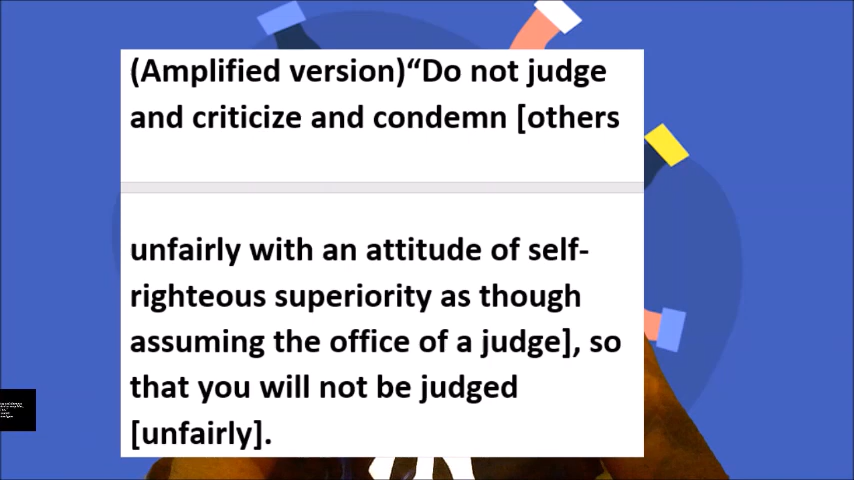 (Amplified version)“Do not judge
and criticize and condemn [others
unfairly with an attitude of self-
righteous superiority as though
assuming the office of a judge], so
that you will not be judged
[unfairly].